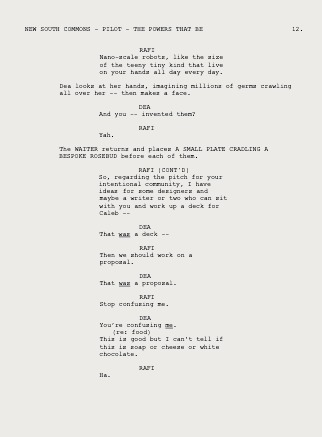 NEW SOUTH COMMONS - PILOT - THE POWERS THAT BE 12.
RAFI
Nano-scale robots, like the size
of the teeny tiny kind that live
on your hands all day every day.
Dea looks at her hands, imagining millions of germs crawling
all over her -- then makes a face.
DEA
And you -- invented them?
RAFI
Yah.
The WAITER returns and places A SMALL PLATE CRADLING A
BESPOKE ROSEBUD before each of them.
RAFI (CONT'D)
So, regarding the pitch for your
intentional community, I have
ideas for some designers and
maybe a writer or two who can sit
with you and work up a deck for
Caleb --
DEA
That was a deck --
RAFI
Then we should work on a
proposal.
DEA
That was a proposal.
RAFI
Stop confusing me.
DEA
You're confusing me.
(re: food)
This is good but I can't tell if
this is soap or cheese or white
chocolate.
RAFI
Ha.